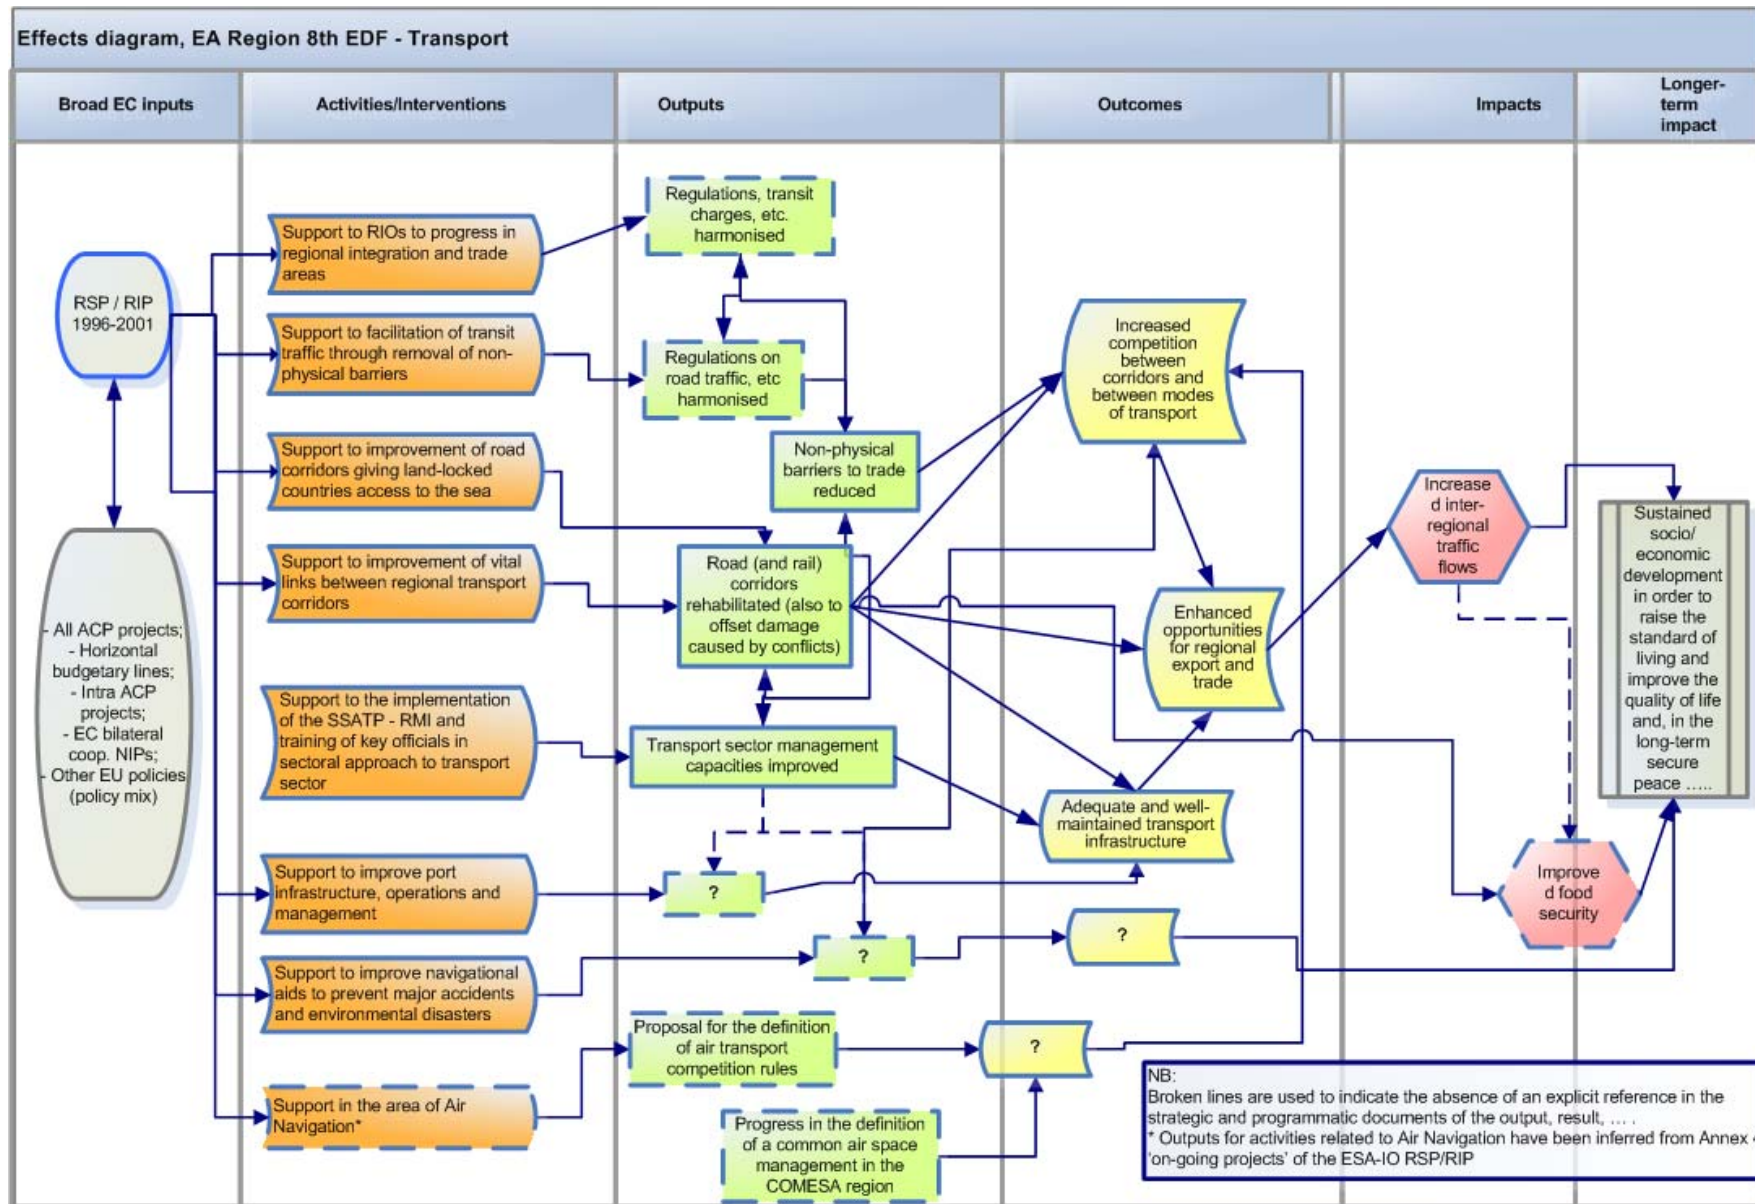 Effects diagram, EA Region 8th EDF - Transport
Broad EC inputs
Activities/Interventions
Outputs
Outcomes
Impacts
Longer-
term
impact
RSP / RIP
1996-2001
- All ACP projects;
- Horizontal
budgetary lines;
- Intra ACP
projects;
- EC bilateral
coop. NIPs;
- Other EU policies
(policy mix)
Support to RIOs to progress in
regional integration and trade
areas
Support to facilitation of transit
traffic through removal of non-
physical barriers
Support to improvement of road
corridors giving land-locked
countries access to the sea
Support to improvement of vital
links between regional transport
corridors
Support to the implementation
of the SSATP - RMI and
training of key officials in
sectoral approach to transport
sector
Support to improve port
infrastructure, operations and
management
Support to improve navigational
aids to prevent major accidents
and environmental disasters
Support in the area of Air
Navigation*
Regulations, transit
charges, etc.
harmonised
Regulations on
road traffic, etc
harmonised
Non-physical
barriers to trade
reduced
Road (and rail)
corridors
rehabilitated (also to
offset damage
caused by conflicts)
Transport sector management
capacities improved
?
?
Proposal for the definition
of air transport
competition rules
Progress in the definition
of a common air space
management in the
COMESA region
Increased
competition
between
corridors and
between modes
of transport
Enhanced
opportunities
for regional
export and
trade
Adequate and well-
maintained transport
infrastructure
?
?
Increase
d inter-
regional
traffic
flows
Improve
d food
security
Sustained
socio/
economic
development
in order to
raise the
standard of
living and
improve the
quality of life
and, in the
long-term
secure
peace .....
NB:
Broken lines are used to indicate the absence of an explicit reference in the
strategic and programmatic documents of the output, result, ... .
* Outputs for activities related to Air Navigation have been inferred from Annex
'on-going projects' of the ESA-IO RSP/RIP